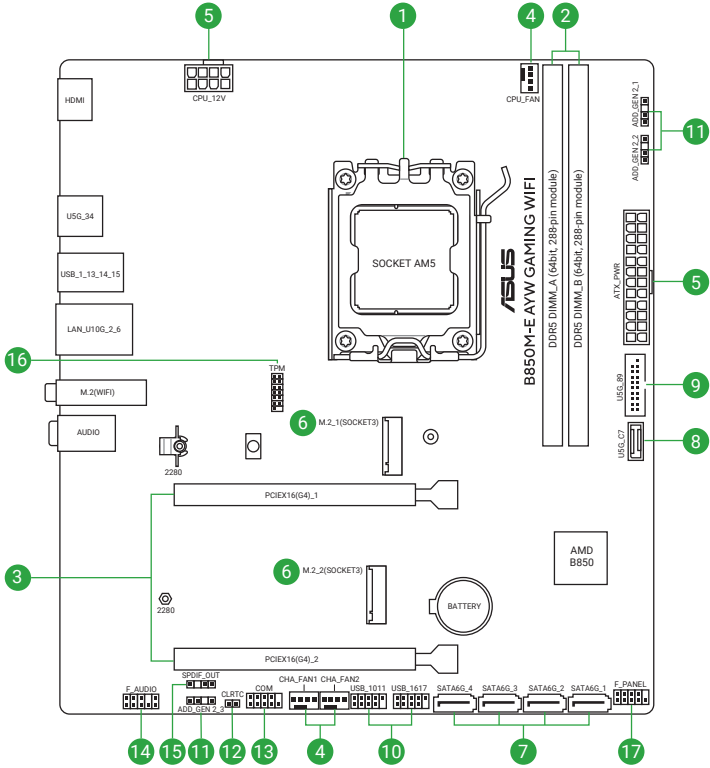 5
1
4
2
HDMI
CPU_12V
CPU_FAN
ADD_GEN 2_1
11
ADD_GEN 2_2
U5G_34
USB_1_13_14_15
SOCKET AM5
ASUS
B850M-E AYW GAMING WIFI
DDR5 DIMM_A (64bit, 288-pin module)
DDR5 DIMM_B (64bit, 288-pin module)
ATX_PWR
5
LAN_U10G_2_6
16
TPM
M.2(WIFI)
U5G_89
9
AUDIO
6
M.2_1(SOCKET3)
U5G_C7
8
2280
PCIEX16(G4)_1
3
AMD
B850
6
M.2_2(SOCKET3)
2280
BATTERY
PCIEX16(G4)_2
SPDIF_OUT
CHA_FAN1
CHA_FAN2
F_AUDIO
CLRTC
COM
USB_1011
USB_1617
SATA6G_4
SATA6G_3
SATA6G_2
SATA6G_1
F_PANEL
ADD_GEN 2_3
14
15
11
12
13
4
10
7
17